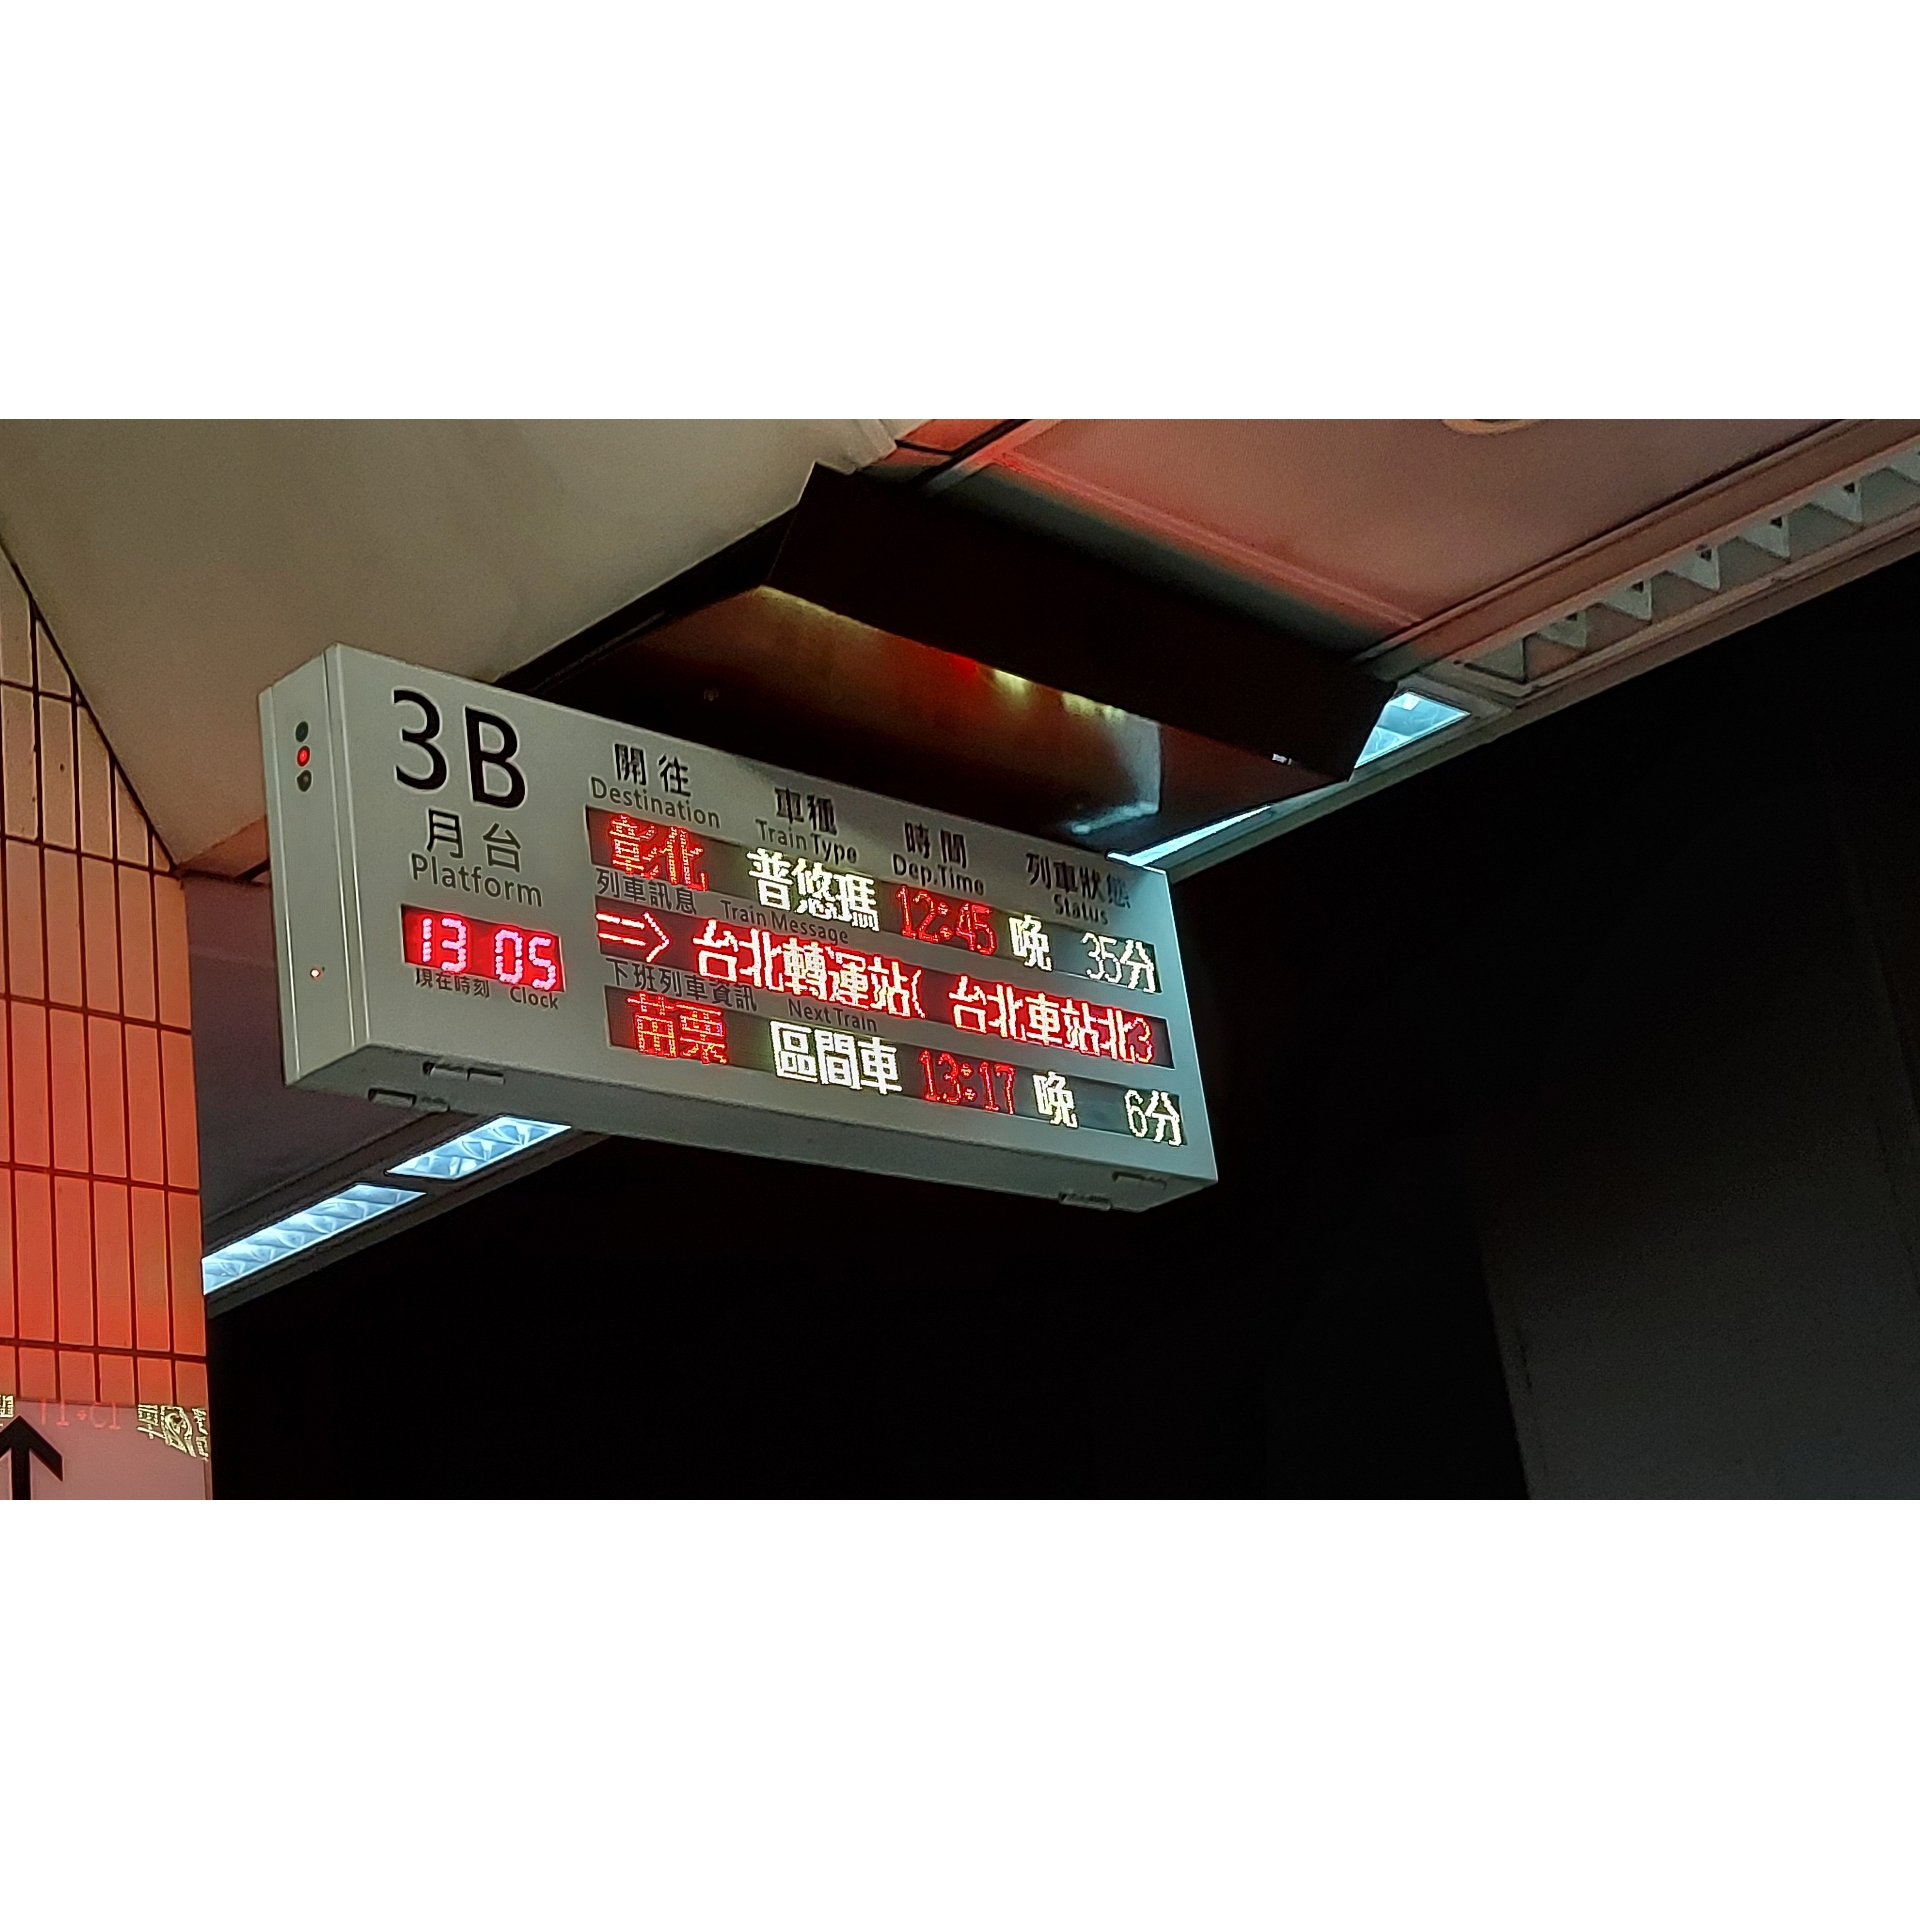 3B
月台
Platform
13 05
現在時刻 Clock
開往 車種 時間 列車狀態
Destination Train Type Dep.Time Status
彰化 普悠瑪 12:45 晚 35分
列車訊息 Train Message
=> 台北轉運站( 台北車站北3
下班列車資訊 Next Train
苗栗 區間車 13:17 晚 6分